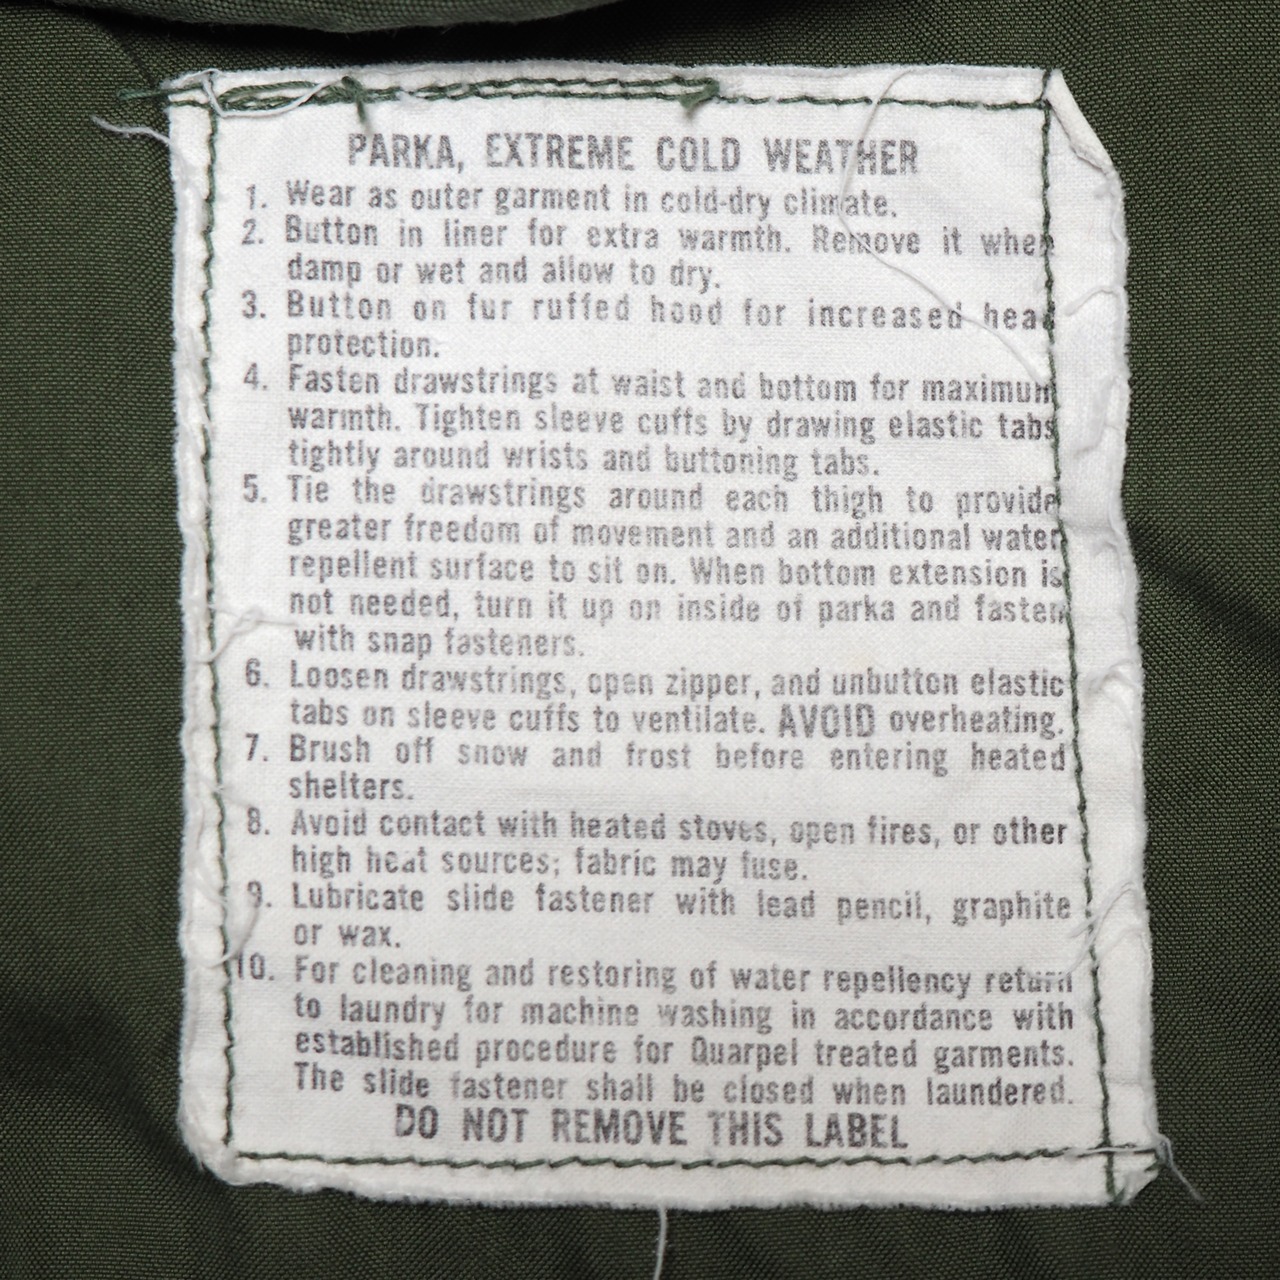 PARKA, EXTREME COLD WEATHER
1. Wear as outer garment in cold-dry climate.
2. Button in liner for extra warmth. Remove it when
damp or wet and allow to dry.
3. Button on fur ruffed hood for increased head
protection.
4. Fasten drawstrings at waist and bottom for maximum
warmth. Tighten sleeve cuffs by drawing elastic tabs
tightly around wrists and buttoning tabs.
5. Tie the drawstrings around each thigh to provide
greater freedom of movement and an additional water
repellent surface to sit on. When bottom extension is
not needed, turn it up on inside of parka and fasten
with snap fasteners.
6. Loosen drawstrings, open zipper, and unbutton elastic
tabs on sleeve cuffs to ventilate. AVOID overheating.
7. Brush off snow and frost before entering heated
shelters.
8. Avoid contact with heated stoves, open fires, or other
high heat sources; fabric may fuse.
9. Lubricate slide fastener with lead pencil, graphite
or wax.
10. For cleaning and restoring of water repellency return
to laundry for machine washing in accordance with
established procedure for Quarpel treated garments.
The slide fastener shall be closed when laundered.
DO NOT REMOVE THIS LABEL